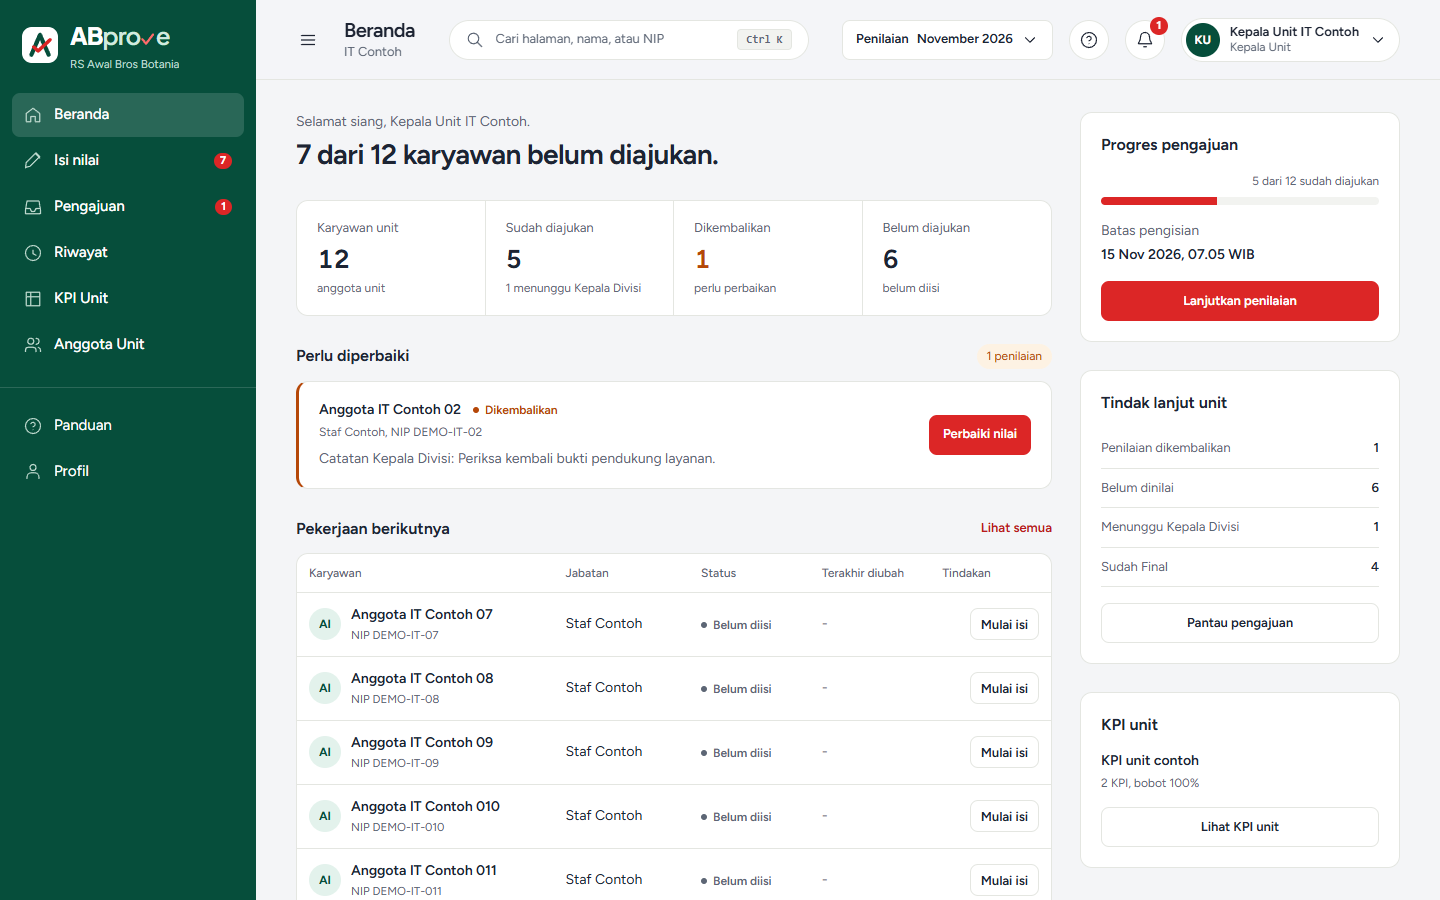 ABprove
RS Awal Bros Botania
Beranda
Isi nilai 7
Pengajuan 1
Riwayat
KPI Unit
Anggota Unit
Panduan
Profil
Beranda
IT Contoh
Cari halaman, nama, atau NIP Ctrl K
Penilaian November 2026
1
KU
Kepala Unit IT Contoh
Kepala Unit
Selamat siang, Kepala Unit IT Contoh.
7 dari 12 karyawan belum diajukan.
Karyawan unit
12
anggota unit
Sudah diajukan
5
1 menunggu Kepala Divisi
Dikembalikan
1
perlu perbaikan
Belum diajukan
6
belum diisi
Perlu diperbaiki 1 penilaian
Anggota IT Contoh 02 Dikembalikan
Staf Contoh, NIP DEMO-IT-02
Catatan Kepala Divisi: Periksa kembali bukti pendukung layanan.
Perbaiki nilai
Pekerjaan berikutnya Lihat semua
Karyawan Jabatan Status Terakhir diubah Tindakan
AI Anggota IT Contoh 07 Staf Contoh Belum diisi - Mulai isi
NIP DEMO-IT-07
AI Anggota IT Contoh 08 Staf Contoh Belum diisi - Mulai isi
NIP DEMO-IT-08
AI Anggota IT Contoh 09 Staf Contoh Belum diisi - Mulai isi
NIP DEMO-IT-09
AI Anggota IT Contoh 010 Staf Contoh Belum diisi - Mulai isi
NIP DEMO-IT-010
AI Anggota IT Contoh 011 Staf Contoh Belum diisi - Mulai isi
NIP DEMO-IT-011
Progres pengajuan
5 dari 12 sudah diajukan
Batas pengisian
15 Nov 2026, 07.05 WIB
Lanjutkan penilaian
Tindak lanjut unit
Penilaian dikembalikan 1
Belum dinilai 6
Menunggu Kepala Divisi 1
Sudah Final 4
Pantau pengajuan
KPI unit
KPI unit contoh
2 KPI, bobot 100%
Lihat KPI unit